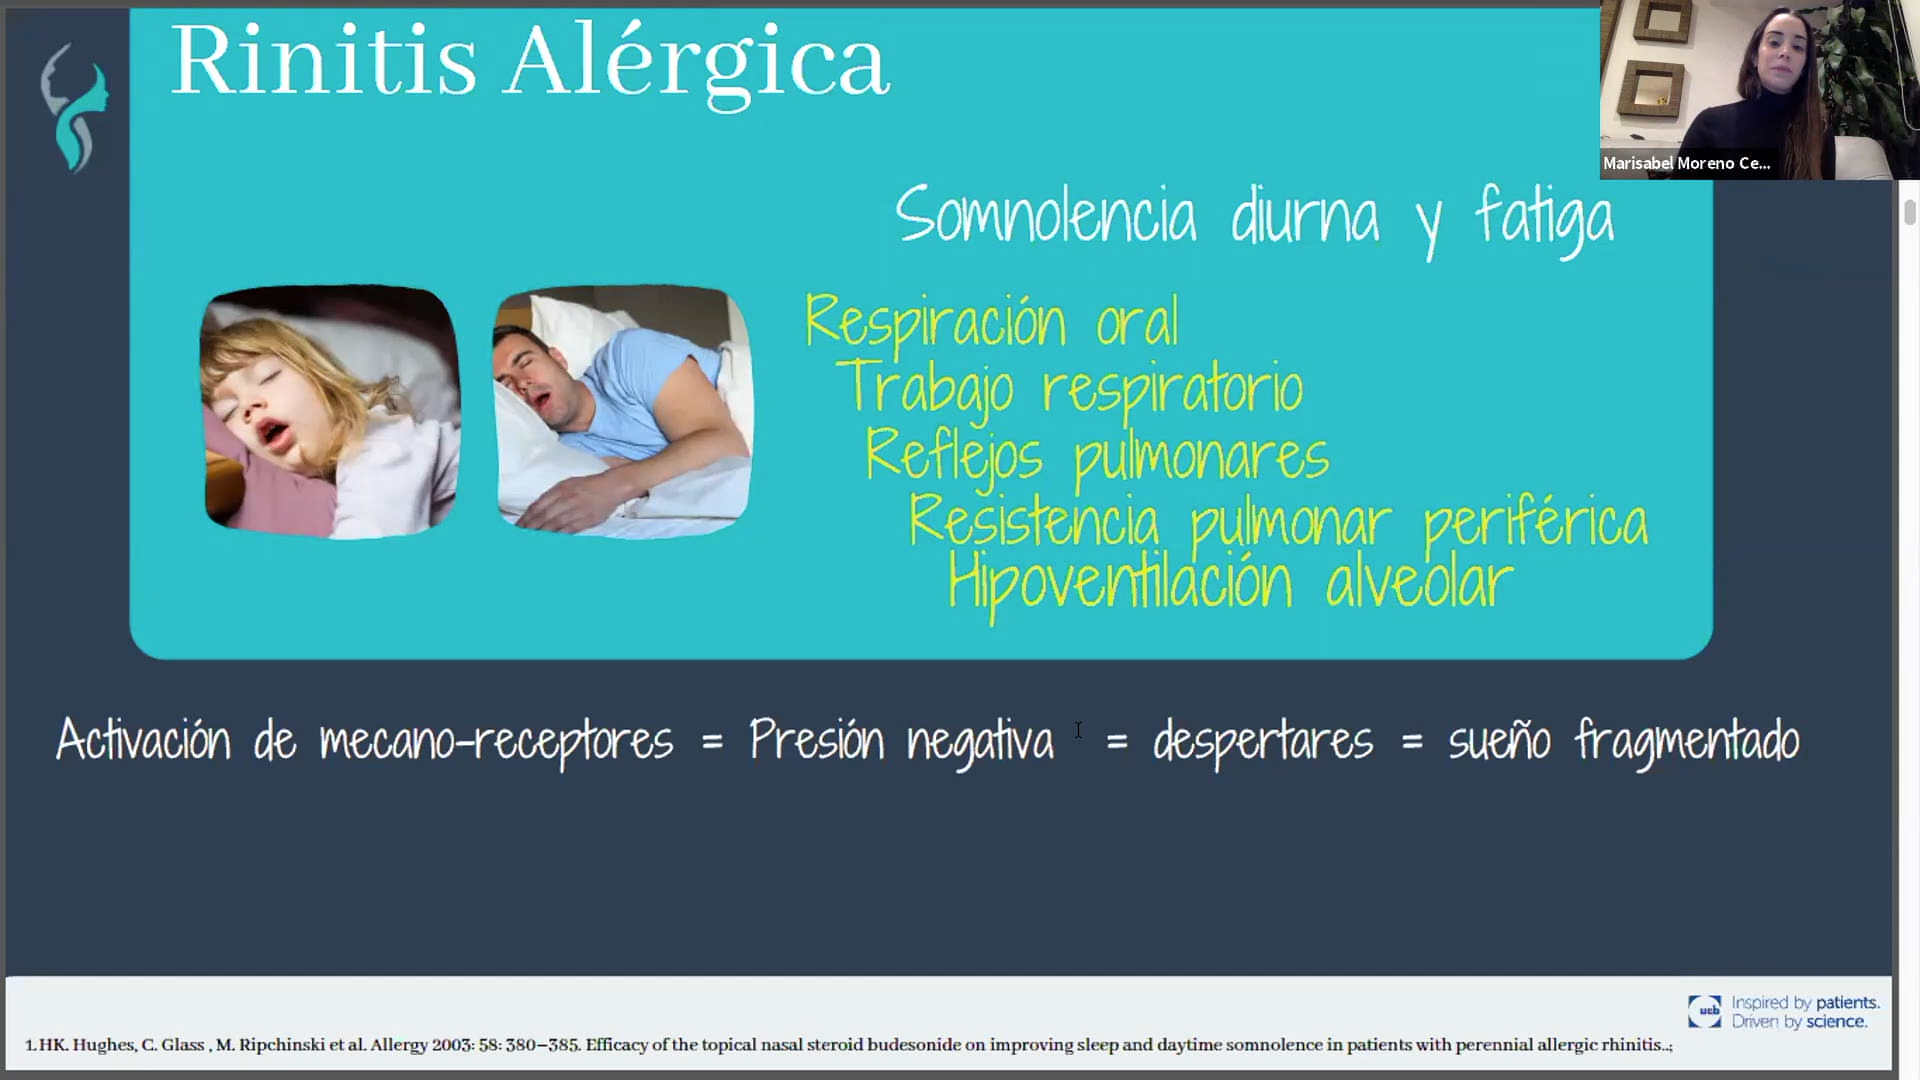 Rinitis Alérgica
Marisabel Moreno Ce...
Somnolencia diurna y fatiga
Respiración oral
Trabajo respiratorio
Reflejos pulmonares
Resistencia pulmonar periférica
Hipoventilación alveolar
Activación de mecano-receptores = Presión negativa = despertares = sueño fragmentado
ucb
Inspired by patients.
Driven by science.
1. HK. Hughes, C. Glass , M. Ripchinski et al. Allergy 2003: 58: 380–385. Efficacy of the topical nasal steroid budesonide on improving sleep and daytime somnolence in patients with perennial allergic rhinitis..;